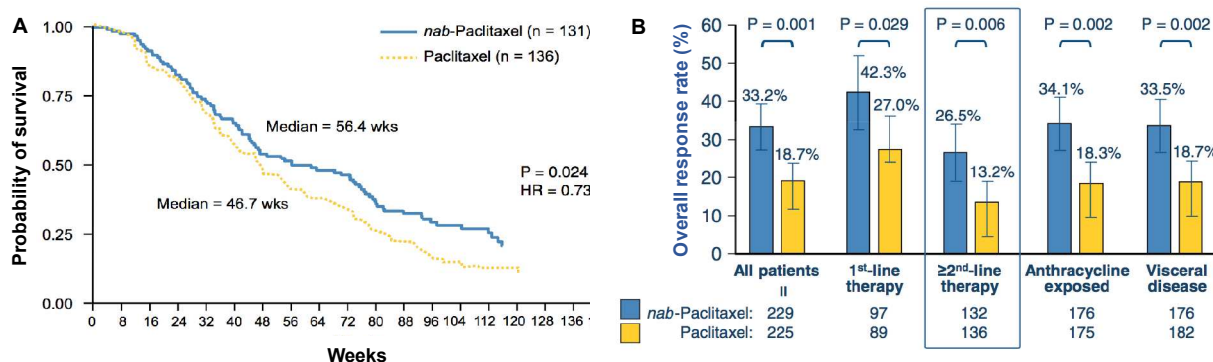 A
Probability of survival
1.00
0.75
0.50
0.25
0.00
nab-Paclitaxel (n = 131)
Paclitaxel (n = 136)
Median = 56.4 wks
Median = 46.7 wks
P = 0.024
HR = 0.73
0 8 16 24 32 40 48 56 64 72 80 88 96 104 112 120 128 136 1
Weeks
B
Overall response rate (%)
60
50
40
30
20
10
0
P = 0.001 P = 0.029 P = 0.006 P = 0.002 P = 0.002
33.2% 18.7% 42.3% 27.0% 26.5% 13.2% 34.1% 18.3% 33.5% 18.7%
All patients 1st-line therapy ≥2nd-line therapy Anthracycline exposed Visceral disease
=
nab-Paclitaxel: 229 97 132 176 176
Paclitaxel: 225 89 136 175 182